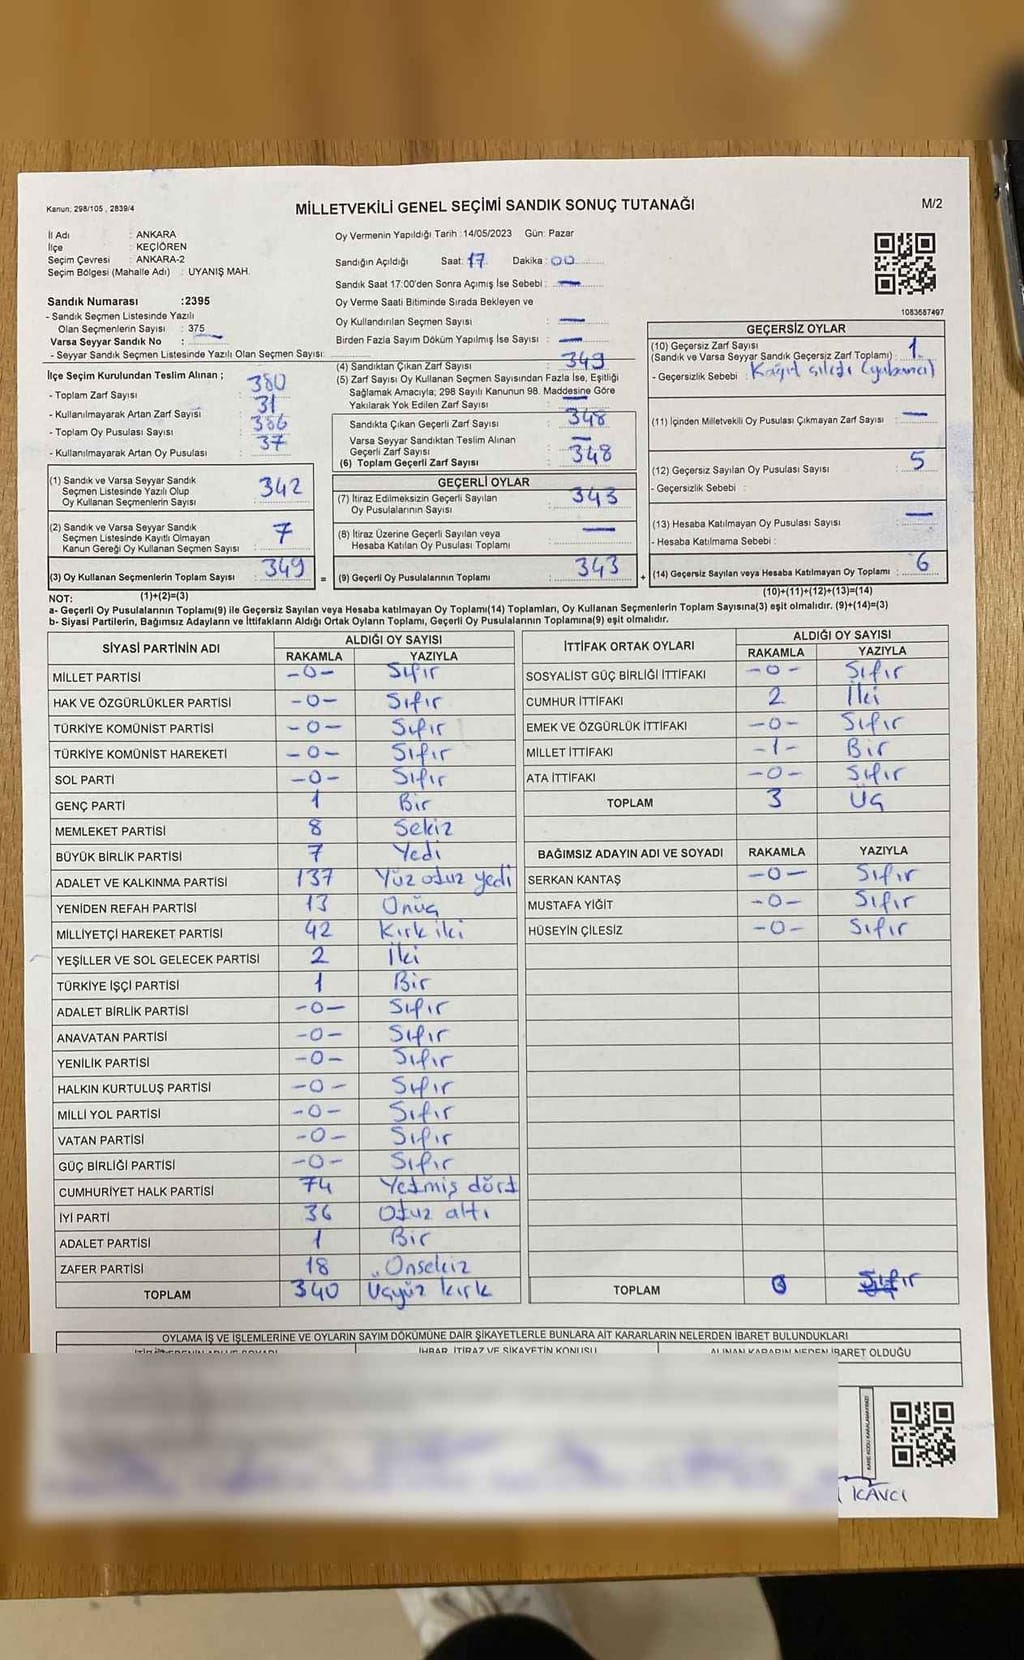 Kanun; 298/105 , 2839/4
MİLLETVEKİLİ GENEL SEÇİMİ SANDIK SONUÇ TUTANAĞI
M/2
İl Adı : ANKARA
İlçe : KEÇİÖREN
Seçim Çevresi : ANKARA-2
Seçim Bölgesi (Mahalle Adı) : UYANIŞ MAH.
Sandık Numarası :2395
- Sandık Seçmen Listesinde Yazılı
Olan Seçmenlerin Sayısı : 375
Varsa Seyyar Sandık No : —
- Seyyar Sandık Seçmen Listesinde Yazılı Olan Seçmen Sayısı:
Oy Vermenin Yapıldığı Tarih :14/05/2023 Gün: Pazar
Sandığın Açıldığı Saat: 17 Dakika : 00
Sandık Saat 17:00'den Sonra Açımış İse Sebebi : —
Oy Verme Saati Bitiminde Sırada Bekleyen ve
Oy Kullandırılan Seçmen Sayısı : —
Birden Fazla Sayım Döküm Yapılmış İse Sayısı : —
1083687497
İlçe Seçim Kurulundan Teslim Alınan ;
- Toplam Zarf Sayısı : 380
- Kullanılmayarak Artan Zarf Sayısı : 31
- Toplam Oy Pusulası Sayısı : 386
- Kullanılmayarak Artan Oy Pusulası : 37
(4) Sandıktan Çıkan Zarf Sayısı : 349
(5) Zarf Sayısı Oy Kullanan Seçmen Sayısından Fazla İse, Eşitliği
Sağlamak Amacıyla; 298 Sayılı Kanunun 98. Maddesine Göre
Yakılarak Yok Edilen Zarf Sayısı : —
Sandıkta Çıkan Geçerli Zarf Sayısı : 348
Varsa Seyyar Sandıktan Teslim Alınan
Geçerli Zarf Sayısı : —
(6) Toplam Geçerli Zarf Sayısı : 348
GEÇERSİZ OYLAR
(10) Geçersiz Zarf Sayısı
(Sandık ve Varsa Seyyar Sandık Geçersiz Zarf Toplamı) : 1
- Geçersizlik Sebebi : Kağıt çıktı (yabancı)
(11) İçinden Milletvekili Oy Pusulası Çıkmayan Zarf Sayısı : —
(12) Geçersiz Sayılan Oy Pusulası Sayısı : 5
- Geçersizlik Sebebi :
(13) Hesaba Katılmayan Oy Pusulası Sayısı : —
- Hesaba Katılmama Sebebi :
(14) Geçersiz Sayılan veya Hesaba Katılmayan Oy Toplamı : 6
(10)+(11)+(12)+(13)=(14)
(1) Sandık ve Varsa Seyyar Sandık
Seçmen Listesinde Yazılı Olup
Oy Kullanan Seçmenlerin Sayısı : 342
(2) Sandık ve Varsa Seyyar Sandık
Seçmen Listesinde Kayıtlı Olmayan
Kanun Gereği Oy Kullanan Seçmen Sayısı : 7
(3) Oy Kullanan Seçmenlerin Toplam Sayısı : 349 =
GEÇERLİ OYLAR
(7) İtiraz Edilmeksizin Geçerli Sayılan
Oy Pusulalarının Sayısı : 343
(8) İtiraz Üzerine Geçerli Sayılan veya
Hesaba Katılan Oy Pusulası Toplamı : —
(9) Geçerli Oy Pusulalarının Toplamı : 343 +
NOT: (1)+(2)=(3)
a- Geçerli Oy Pusulalarının Toplamı(9) ile Geçersiz Sayılan veya Hesaba katılmayan Oy Toplamı(14) Toplamları, Oy Kullanan Seçmenlerin Toplam Sayısına(3) eşit olmalıdır. (9)+(14)=(3)
b- Siyasi Partilerin, Bağımsız Adayların ve İttifakların Aldığı Ortak Oyların Toplamı, Geçerli Oy Pusulalarının Toplamına(9) eşit olmalıdır.
SİYASİ PARTİNİN ADI ALDIĞI OY SAYISI
RAKAMLA YAZIYLA
MİLLET PARTİSİ -0- Sıfır
HAK VE ÖZGÜRLÜKLER PARTİSİ -0- Sıfır
TÜRKİYE KOMÜNİST PARTİSİ -0- Sıfır
TÜRKİYE KOMÜNİST HAREKETİ -0- Sıfır
SOL PARTİ -0- Sıfır
GENÇ PARTİ 1 Bir
MEMLEKET PARTİSİ 8 Sekiz
BÜYÜK BİRLİK PARTİSİ 7 Yedi
ADALET VE KALKINMA PARTİSİ 137 Yüz otuz yedi
YENİDEN REFAH PARTİSİ 13 Onüç
MİLLİYETÇİ HAREKET PARTİSİ 42 Kırk iki
YEŞİLLER VE SOL GELECEK PARTİSİ 2 İki
TÜRKİYE İŞÇİ PARTİSİ 1 Bir
ADALET BİRLİK PARTİSİ -0- Sıfır
ANAVATAN PARTİSİ -0- Sıfır
YENİLİK PARTİSİ -0- Sıfır
HALKIN KURTULUŞ PARTİSİ -0- Sıfır
MİLLİ YOL PARTİSİ -0- Sıfır
VATAN PARTİSİ -0- Sıfır
GÜÇ BİRLİĞİ PARTİSİ -0- Sıfır
CUMHURİYET HALK PARTİSİ 74 Yetmiş dört
İYİ PARTİ 36 Otuz altı
ADALET PARTİSİ 1 Bir
ZAFER PARTİSİ 18 Onsekiz
TOPLAM 340 Üçyüz kırk
İTTİFAK ORTAK OYLARI ALDIĞI OY SAYISI
RAKAMLA YAZIYLA
SOSYALİST GÜÇ BİRLİĞİ İTTİFAKI -0- Sıfır
CUMHUR İTTİFAKI 2 İki
EMEK VE ÖZGÜRLÜK İTTİFAKI -0- Sıfır
MİLLET İTTİFAKI -1- Bir
ATA İTTİFAKI -0- Sıfır
TOPLAM 3 Üç
BAĞIMSIZ ADAYIN ADI VE SOYADI RAKAMLA YAZIYLA
SERKAN KANTAŞ -0- Sıfır
MUSTAFA YİĞİT -0- Sıfır
HÜSEYİN ÇİLESİZ -0- Sıfır
TOPLAM 0 Sıfır
OYLAMA İŞ VE İŞLEMLERİNE VE OYLARIN SAYIM DÖKÜMÜNE DAİR ŞİKAYETLERLE BUNLARA AİT KARARLARIN NELERDEN İBARET BULUNDUKLARI
İHBAR, İTİRAZ VE ŞİKAYETİN KONUSU ALINAN KARARIN NEDEN İBARET OLDUĞU
KAVCI